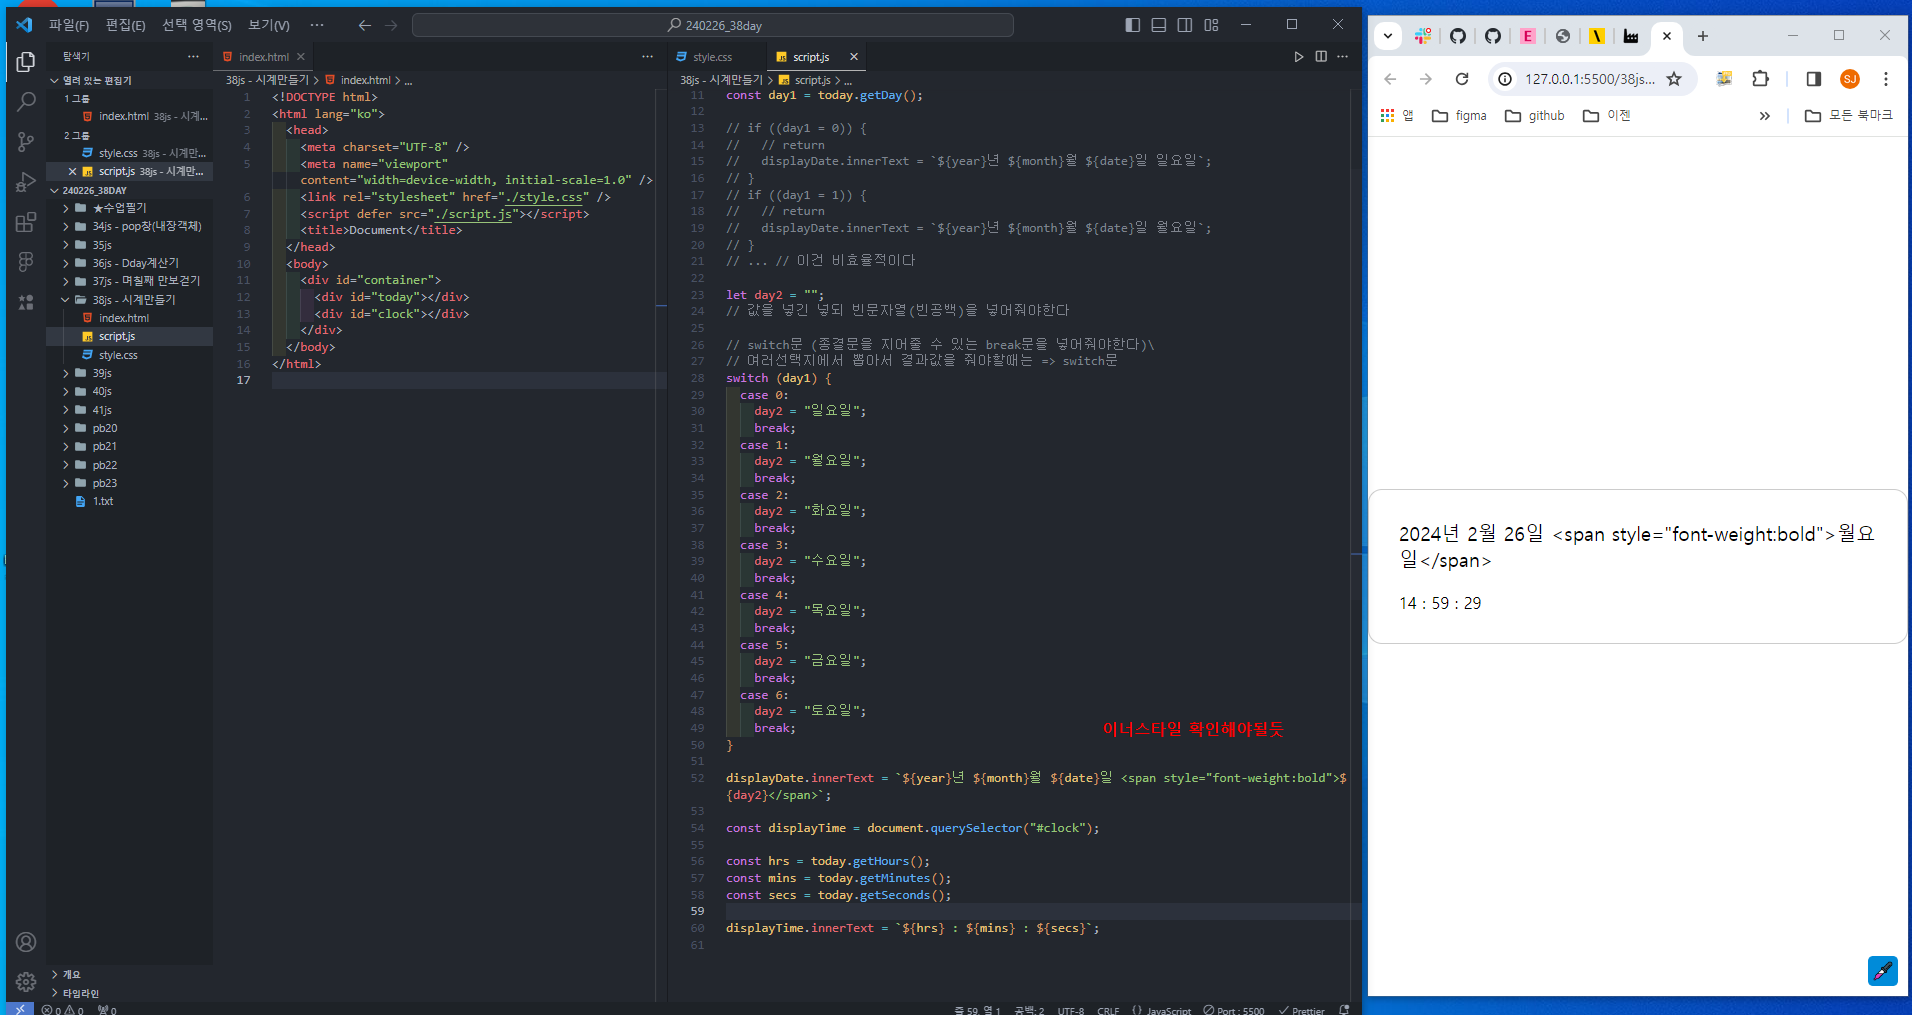 파일(F) 편집(E) 선택 영역(S) 보기(V) ···
240226_38day
탐색기 ···
열려 있는 편집기
1 그룹
index.html 38js - 시계만...
2 그룹
style.css 38js - 시계만...
script.js 38js - 시계만...
240226_38DAY
★수업필기
34js - pop창(내장객체)
35js
36js - Dday계산기
37js - 며칠째 만보걷기
38js - 시계만들기
index.html
script.js
style.css
39js
40js
41js
pb20
pb21
pb22
pb23
1.txt
개요
타임라인
index.html
38js - 시계만들기 > index.html > ...
1 <!DOCTYPE html>
2 <html lang="ko">
3 <head>
4 <meta charset="UTF-8" />
5 <meta name="viewport"
content="width=device-width, initial-scale=1.0" />
6 <link rel="stylesheet" href="./style.css" />
7 <script defer src="./script.js"></script>
8 <title>Document</title>
9 </head>
10 <body>
11 <div id="container">
12 <div id="today"></div>
13 <div id="clock"></div>
14 </div>
15 </body>
16 </html>
17
style.css script.js
38js - 시계만들기 > script.js > ...
11 const day1 = today.getDay();
12
13 // if ((day1 = 0)) {
14 //   // return
15 //   displayDate.innerText = `${year}년 ${month}월 ${date}일 일요일`;
16 // }
17 // if ((day1 = 1)) {
18 //   // return
19 //   displayDate.innerText = `${year}년 ${month}월 ${date}일 월요일`;
20 // }
21 // ... // 이건 비효율적이다
22
23 let day2 = "";
24 // 값을 넣긴 넣되 빈문자열(빈공백)을 넣어줘야한다
25
26 // switch문 (종결문을 지어줄 수 있는 break문을 넣어줘야한다)\
27 // 여러선택지에서 뽑아서 결과값을 줘야할때는 => switch문
28 switch (day1) {
29 case 0:
30 day2 = "일요일";
31 break;
32 case 1:
33 day2 = "월요일";
34 break;
35 case 2:
36 day2 = "화요일";
37 break;
38 case 3:
39 day2 = "수요일";
40 break;
41 case 4:
42 day2 = "목요일";
43 break;
44 case 5:
45 day2 = "금요일";
46 break;
47 case 6:
48 day2 = "토요일";
49 break;
이너스타일 확인해야될듯
50 }
51
52 displayDate.innerText = `${year}년 ${month}월 ${date}일 <span style="font-weight:bold">$
{day2}</span>`;
53
54 const displayTime = document.querySelector("#clock");
55
56 const hrs = today.getHours();
57 const mins = today.getMinutes();
58 const secs = today.getSeconds();
59
60 displayTime.innerText = `${hrs} : ${mins} : ${secs}`;
61
0 0 0
줄 59, 열 1 공백: 2 UTF-8 CRLF {} JavaScript Port : 5500 Prettier
127.0.0.1:5500/38js... SJ
앱 figma github 이젠 » 모든 북마크
2024년 2월 26일 <span style="font-weight:bold">월요
일</span>
14 : 59 : 29